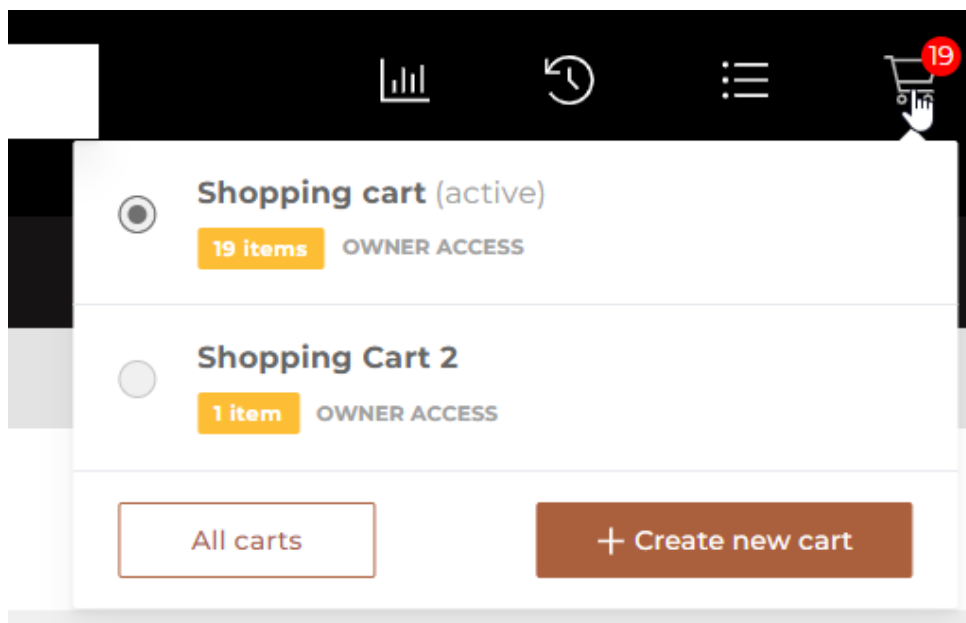 19
Shopping cart (active)
19 items OWNER ACCESS
Shopping Cart 2
1 item OWNER ACCESS
All carts + Create new cart